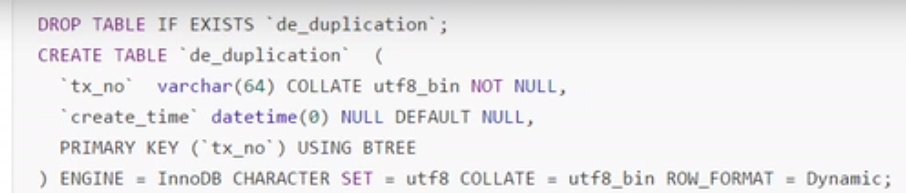 DROP TABLE IF EXISTS `de_duplication`;
CREATE TABLE `de_duplication`  (
  `tx_no`  varchar(64) COLLATE utf8_bin NOT NULL,
  `create_time` datetime(0) NULL DEFAULT NULL,
  PRIMARY KEY (`tx_no`) USING BTREE
) ENGINE = InnoDB CHARACTER SET = utf8 COLLATE = utf8_bin ROW_FORMAT = Dynamic;